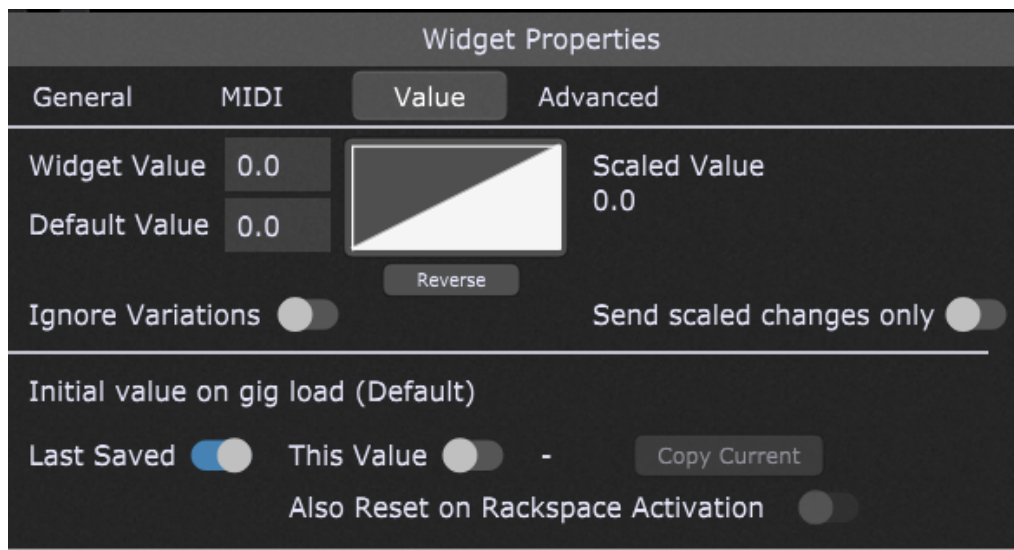 Widget Properties
General MIDI Value Advanced
Widget Value 0.0 Scaled Value
0.0
Default Value 0.0
Reverse
Ignore Variations Send scaled changes only
Initial value on gig load (Default)
Last Saved This Value - Copy Current
Also Reset on Rackspace Activation